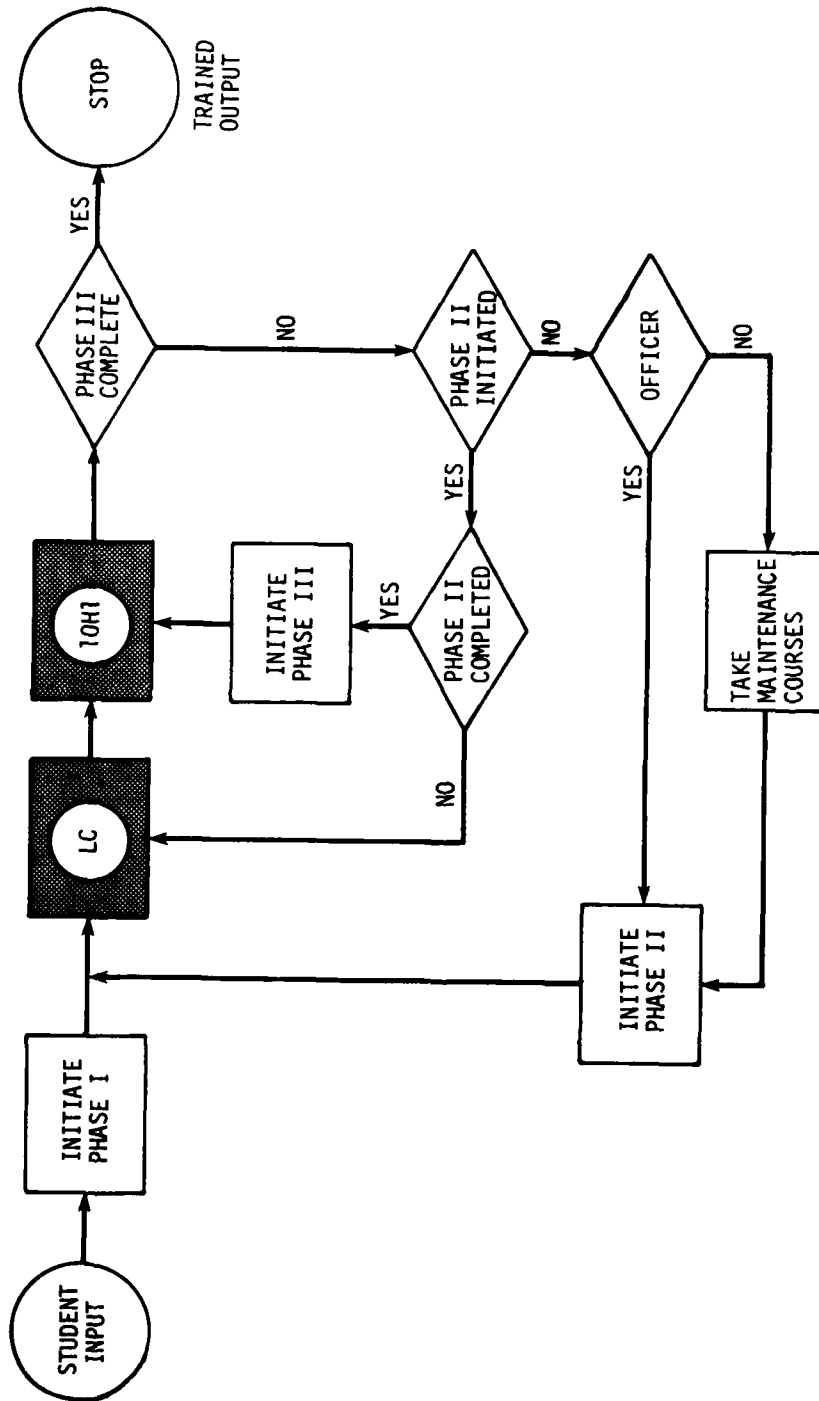 STUDENT
INPUT
INITIATE
PHASE I
LC
1OH1
PHASE III
COMPLETE
YES
STOP
TRAINED
OUTPUT
NO
INITIATE
PHASE III
YES
PHASE II
COMPLETED
NO
YES
PHASE II
INITIATED
NO
INITIATE
PHASE II
YES
OFFICER
NO
TAKE
MAINTENANCE
COURSES